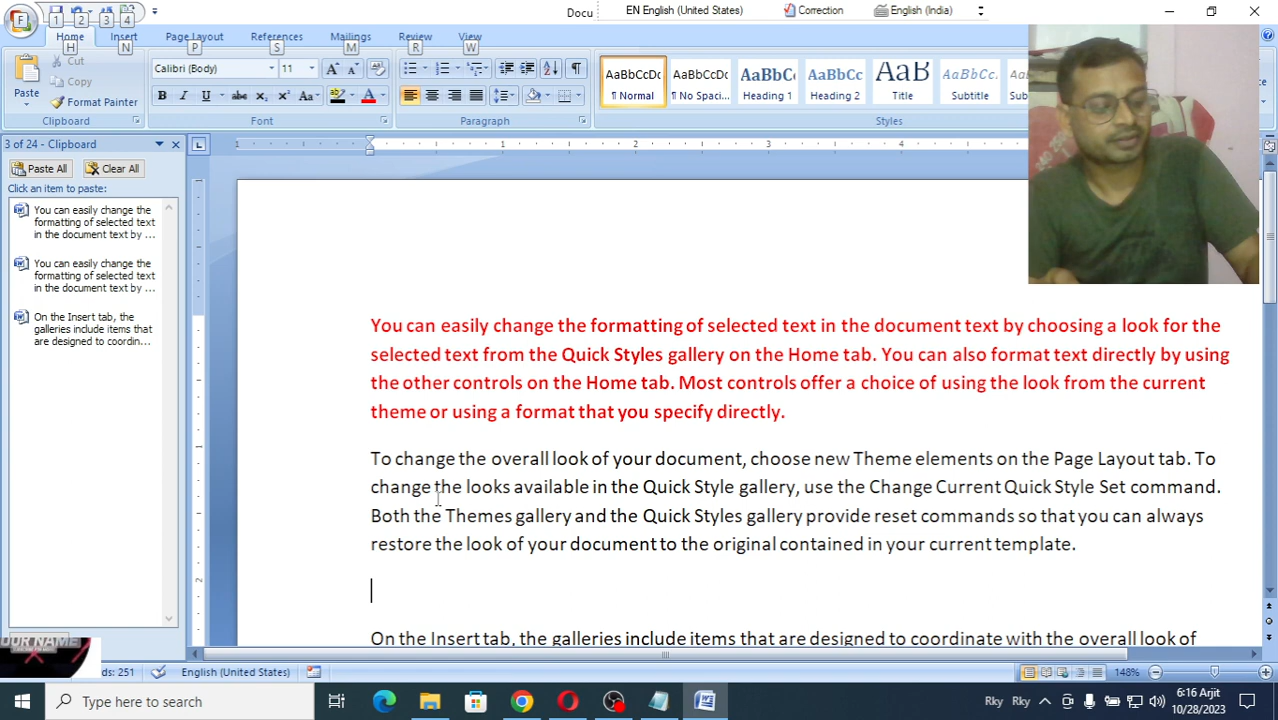 F
1
2
3
4
Docu
EN English (United States)
Correction
English (India)
Home
Insert
Page Layout
References
Mailings
Review
View
H
N
P
S
M
R
W
Paste
Cut
Copy
Format Painter
Clipboard
Calibri (Body)
11
Font
Paragraph
AaBbCcDc
¶ Normal
AaBbCcDc
¶ No Spaci...
AaBbC
Heading 1
AaBbCc
Heading 2
AaB
Title
AaBbCc
Subtitle
Styles
3 of 24 - Clipboard
Paste All
Clear All
Click an item to paste:
You can easily change the
formatting of selected text
in the document text by ...
You can easily change the
formatting of selected text
in the document text by ...
On the Insert tab, the
galleries include items that
are designed to coordin...
You can easily change the formatting of selected text in the document text by choosing a look for the
selected text from the Quick Styles gallery on the Home tab. You can also format text directly by using
the other controls on the Home tab. Most controls offer a choice of using the look from the current
theme or using a format that you specify directly.
To change the overall look of your document, choose new Theme elements on the Page Layout tab. To
change the looks available in the Quick Style gallery, use the Change Current Quick Style Set command.
Both the Themes gallery and the Quick Styles gallery provide reset commands so that you can always
restore the look of your document to the original contained in your current template.
On the Insert tab, the galleries include items that are designed to coordinate with the overall look of
OUR NAME
ds: 251
English (United States)
148%
Type here to search
Rky
Rky
6:16 Arjit
10/28/2023